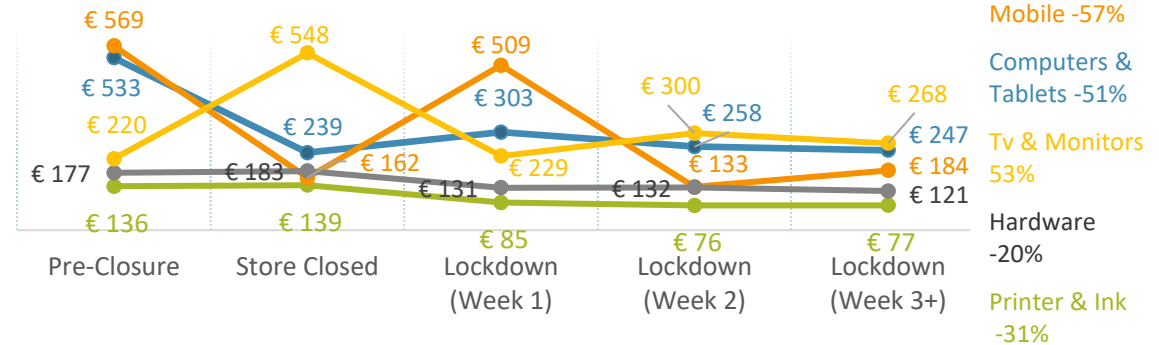 € 569
€ 548
€ 509
Mobile -57%
€ 533
€ 303
€ 300
€ 258
€ 268
Computers &
Tablets -51%
€ 220
€ 239
€ 229
€ 247
Tv & Monitors
53%
€ 177
€ 183
€ 162
€ 131
€ 133
€ 132
€ 184
€ 121
€ 136
€ 139
€ 85
€ 76
€ 77
Hardware
-20%
Pre-Closure
Store Closed
Lockdown
(Week 1)
Lockdown
(Week 2)
Lockdown
(Week 3+)
Printer & Ink
-31%